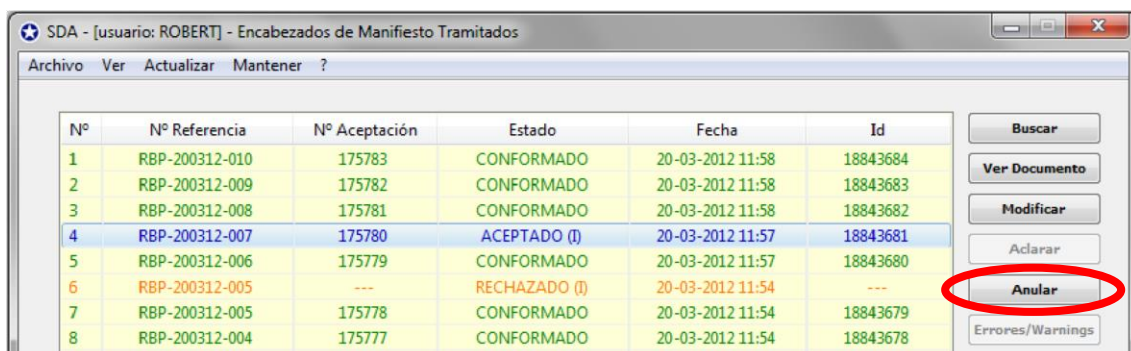 SDA - [usuario: ROBERT] - Encabezados de Manifiesto Tramitados
Archivo Ver Actualizar Mantener ?
Nº Nº Referencia Nº Aceptación Estado Fecha Id
1 RBP-200312-010 175783 CONFORMADO 20-03-2012 11:58 18843684
2 RBP-200312-009 175782 CONFORMADO 20-03-2012 11:58 18843683
3 RBP-200312-008 175781 CONFORMADO 20-03-2012 11:58 18843682
4 RBP-200312-007 175780 ACEPTADO (I) 20-03-2012 11:57 18843681
5 RBP-200312-006 175779 CONFORMADO 20-03-2012 11:57 18843680
6 RBP-200312-005 --- RECHAZADO (I) 20-03-2012 11:54 ---
7 RBP-200312-005 175778 CONFORMADO 20-03-2012 11:54 18843679
8 RBP-200312-004 175777 CONFORMADO 20-03-2012 11:54 18843678
Buscar
Ver Documento
Modificar
Aclarar
Anular
Errores/Warnings